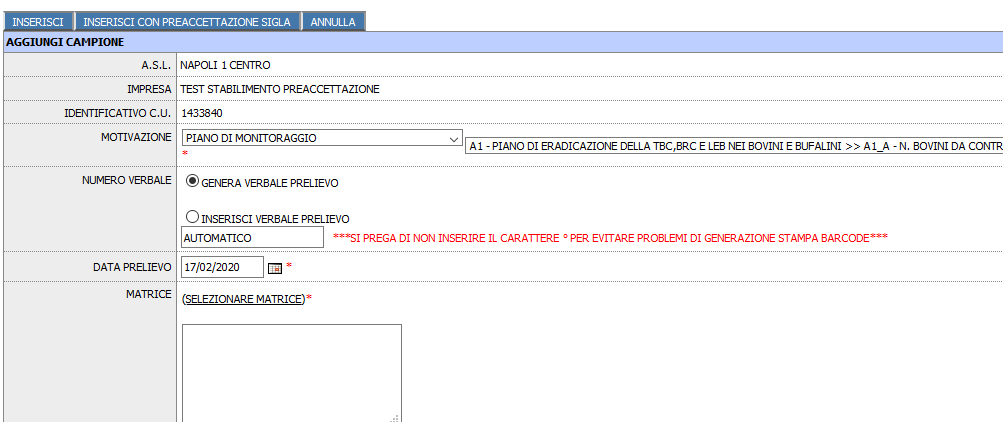 INSERISCI INSERISCI CON PREACCETTAZIONE SIGLA ANNULLA
AGGIUNGI CAMPIONE
A.S.L. NAPOLI 1 CENTRO
IMPRESA TEST STABILIMENTO PREACCETTAZIONE
IDENTIFICATIVO C.U. 1433840
MOTIVAZIONE PIANO DI MONITORAGGIO
* A1 - PIANO DI ERADICAZIONE DELLA TBC,BRC E LEB NEI BOVINI E BUFALINI >> A1_A - N. BOVINI DA CONTR
NUMERO VERBALE GENERA VERBALE PRELIEVO
INSERISCI VERBALE PRELIEVO
AUTOMATICO ***SI PREGA DI NON INSERIRE IL CARATTERE ° PER EVITARE PROBLEMI DI GENERAZIONE STAMPA BARCODE***
DATA PRELIEVO 17/02/2020 *
MATRICE (SELEZIONARE MATRICE)*